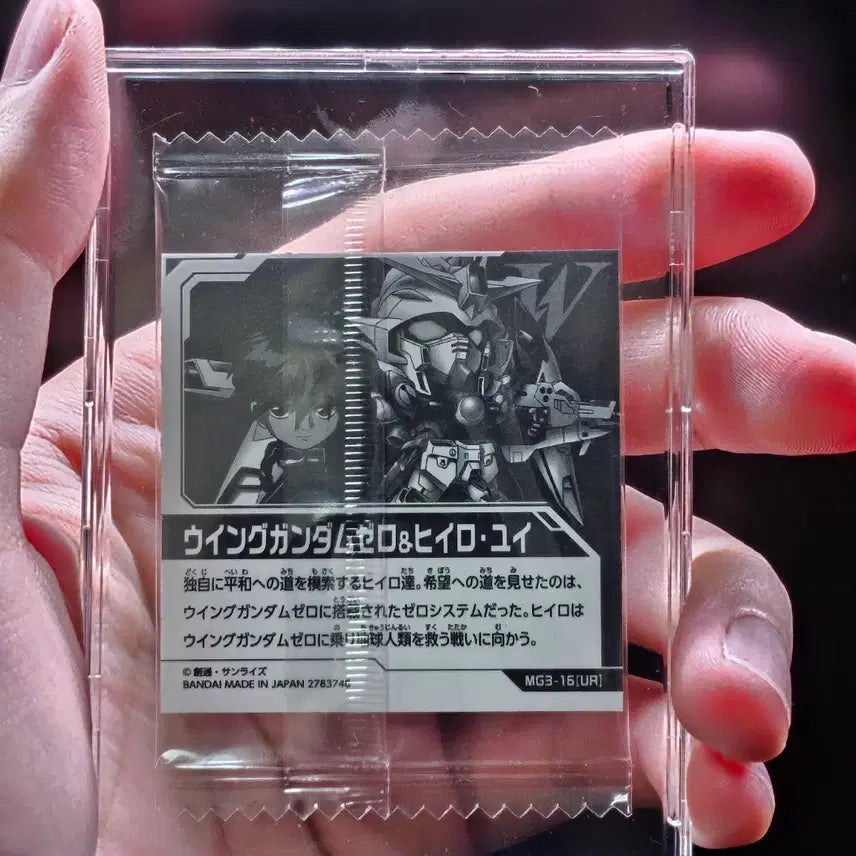 W
ウイングガンダムゼロ&ヒイロ・ユイ
独自に平和への道を模索するヒイロ達。希望への道を見せたのは、
ウイングガンダムゼロに搭載されたゼロシステムだった。ヒイロは
ウイングガンダムゼロに乗り地球人類を救う戦いに向かう。
©創通・サンライズ
BANDAI MADE IN JAPAN 2783740
MG3-16[UR]